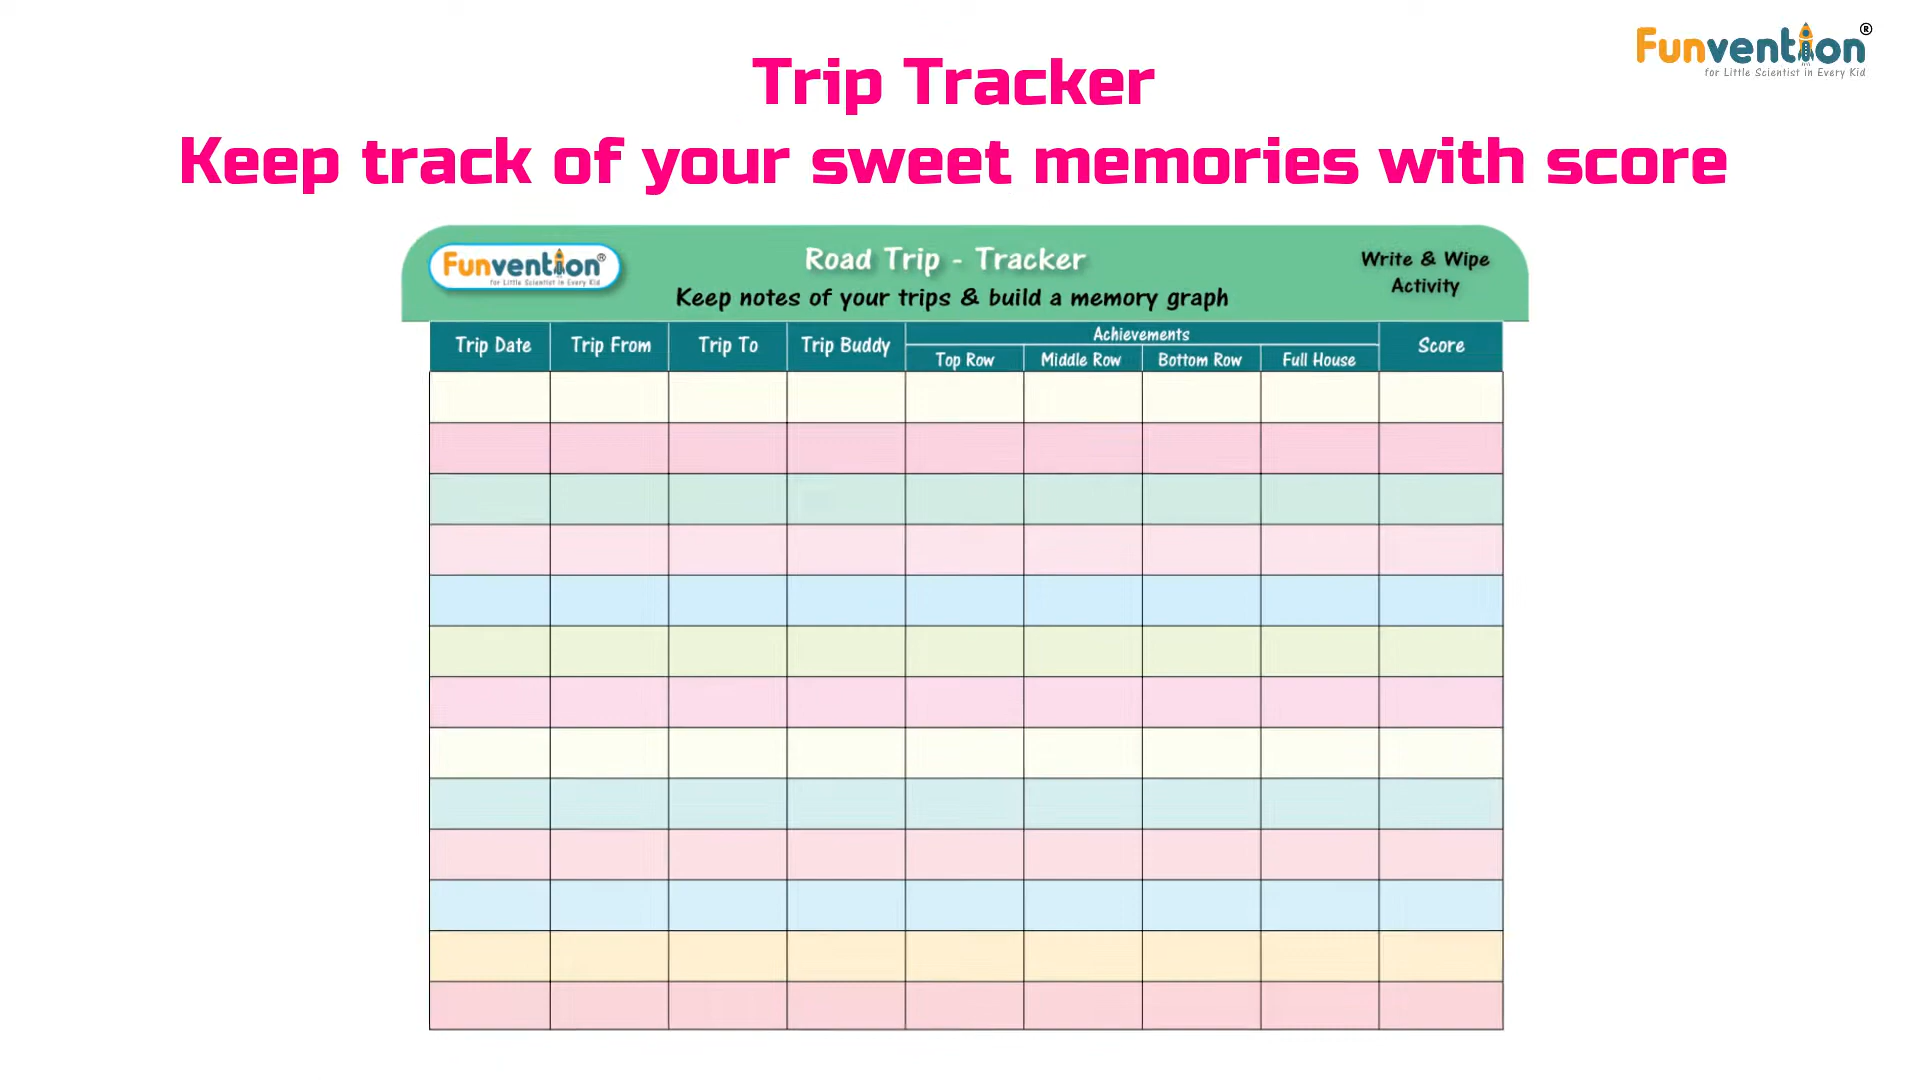 Funvention®
for Little Scientist in Every Kid
Trip Tracker
Keep track of your sweet memories with score
Funvention®
for Little Scientist in Every Kid
Road Trip - Tracker
Keep notes of your trips & build a memory graph
Write & Wipe
Activity
Trip Date Trip From Trip To Trip Buddy Achievements Score
Top Row Middle Row Bottom Row Full House